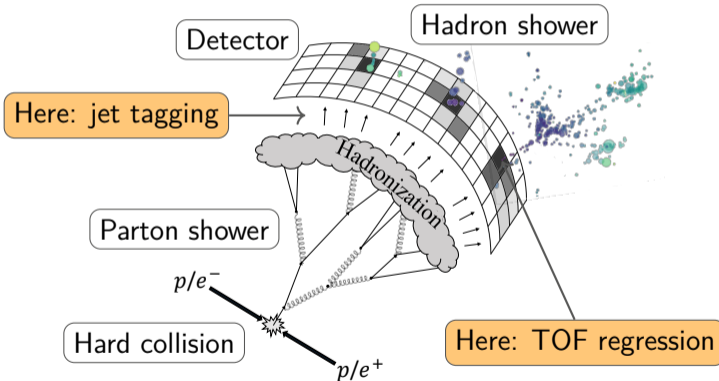 Detector
Hadron shower
Here: jet tagging
Hadronization
Parton shower
p/e⁻
Hard collision
Here: TOF regression
p/e⁺